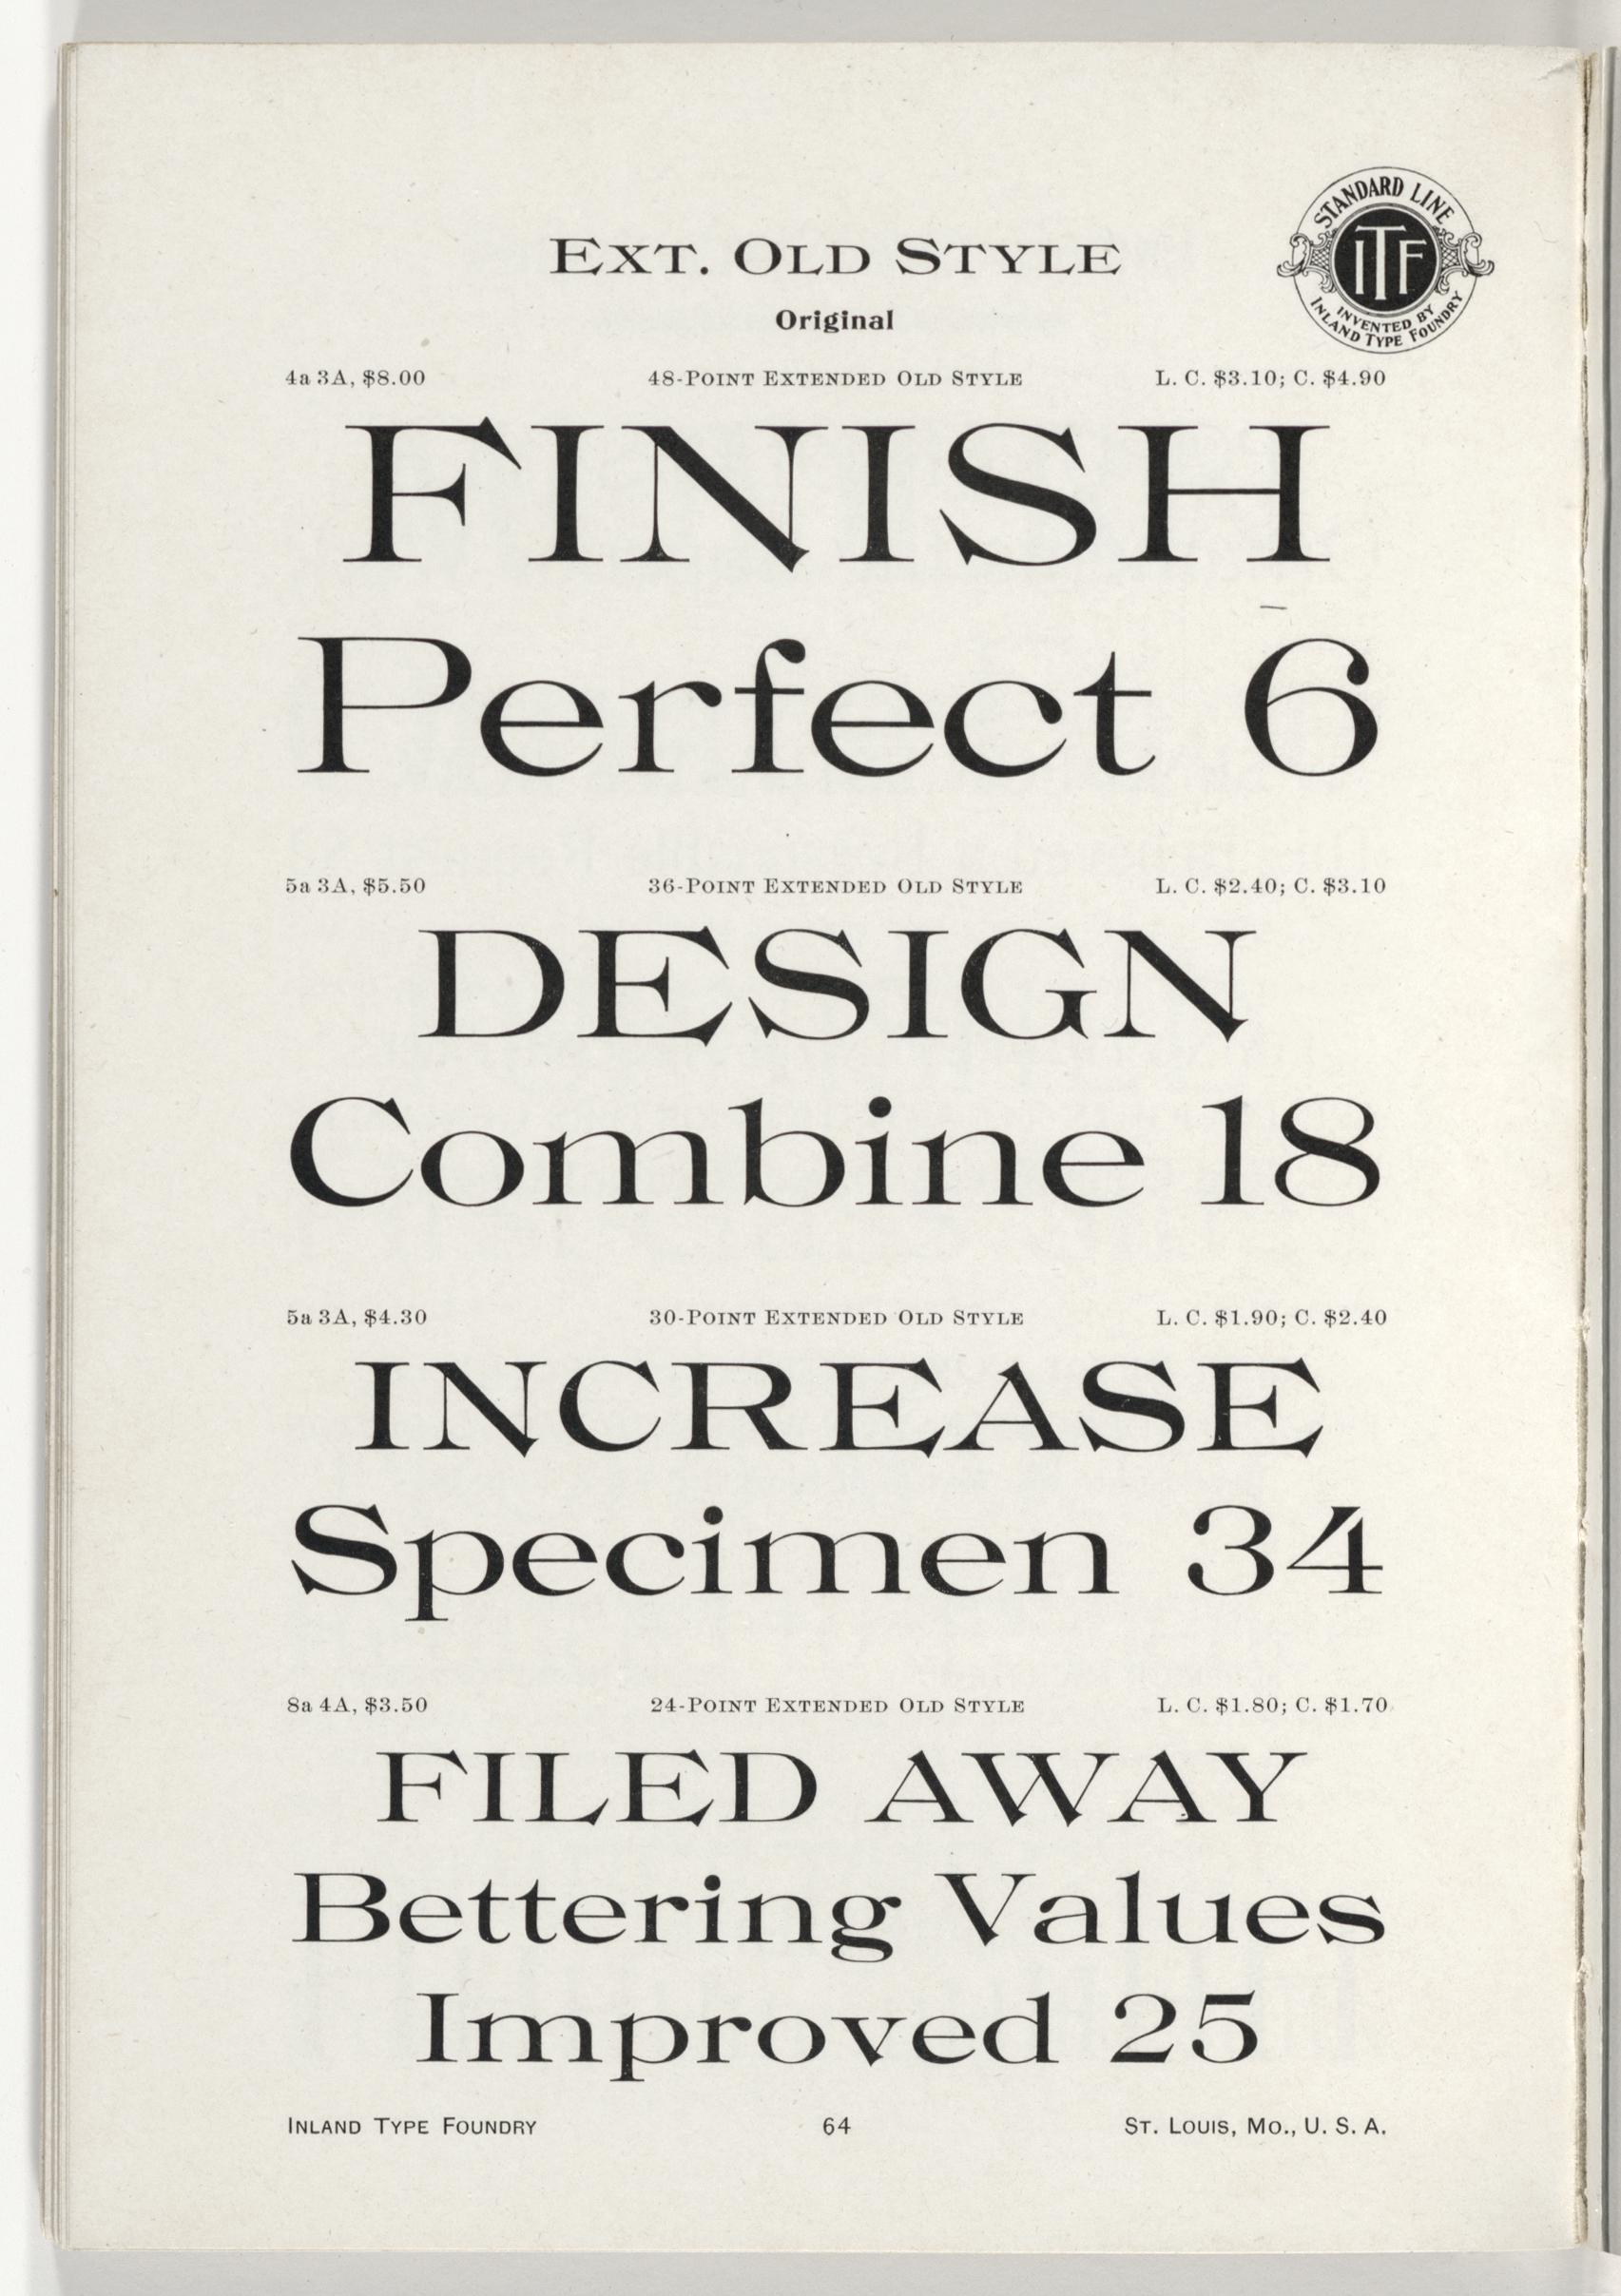 STANDARD LINE
ITF
INVENTED BY
INLAND TYPE FOUNDRY
EXT. OLD STYLE
Original
4a 3A, $8.00 48-POINT EXTENDED OLD STYLE L. C. $3.10; C. $4.90
FINISH
Perfect 6
5a 3A, $5.50 36-POINT EXTENDED OLD STYLE L. C. $2.40; C. $3.10
DESIGN
Combine 18
5a 3A, $4.30 30-POINT EXTENDED OLD STYLE L. C. $1.90; C. $2.40
INCREASE
Specimen 34
8a 4A, $3.50 24-POINT EXTENDED OLD STYLE L. C. $1.80; C. $1.70
FILED AWAY
Bettering Values
Improved 25
INLAND TYPE FOUNDRY 64 ST. LOUIS, MO., U. S. A.